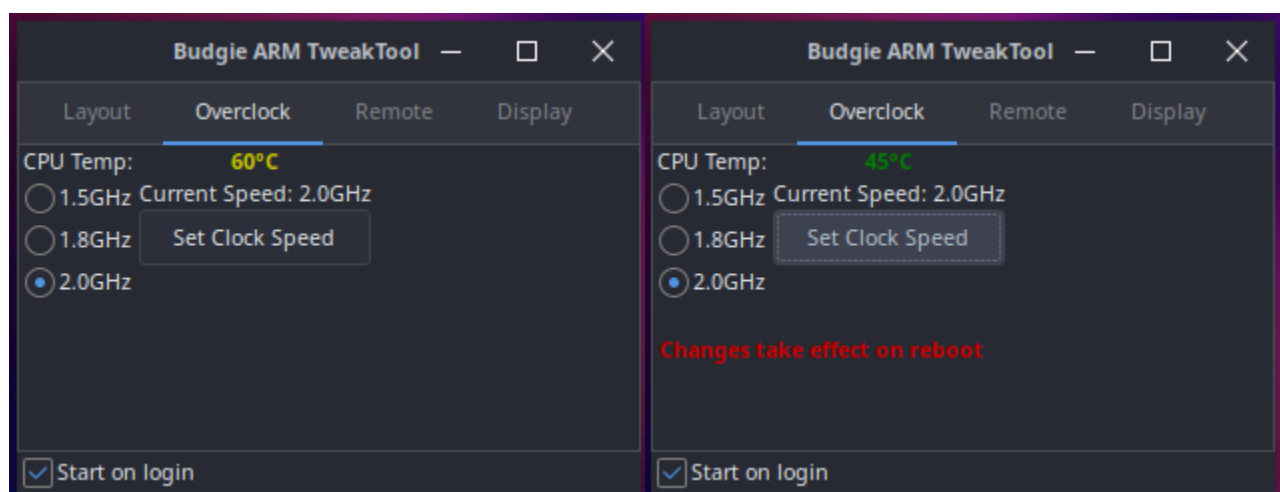 Budgie ARM TweakTool
Layout Overclock Remote Display
CPU Temp: 60°C
1.5GHz Current Speed: 2.0GHz
1.8GHz Set Clock Speed
2.0GHz
Start on login
Budgie ARM TweakTool
Layout Overclock Remote Display
CPU Temp: 45°C
1.5GHz Current Speed: 2.0GHz
1.8GHz Set Clock Speed
2.0GHz
Changes take effect on reboot
Start on login